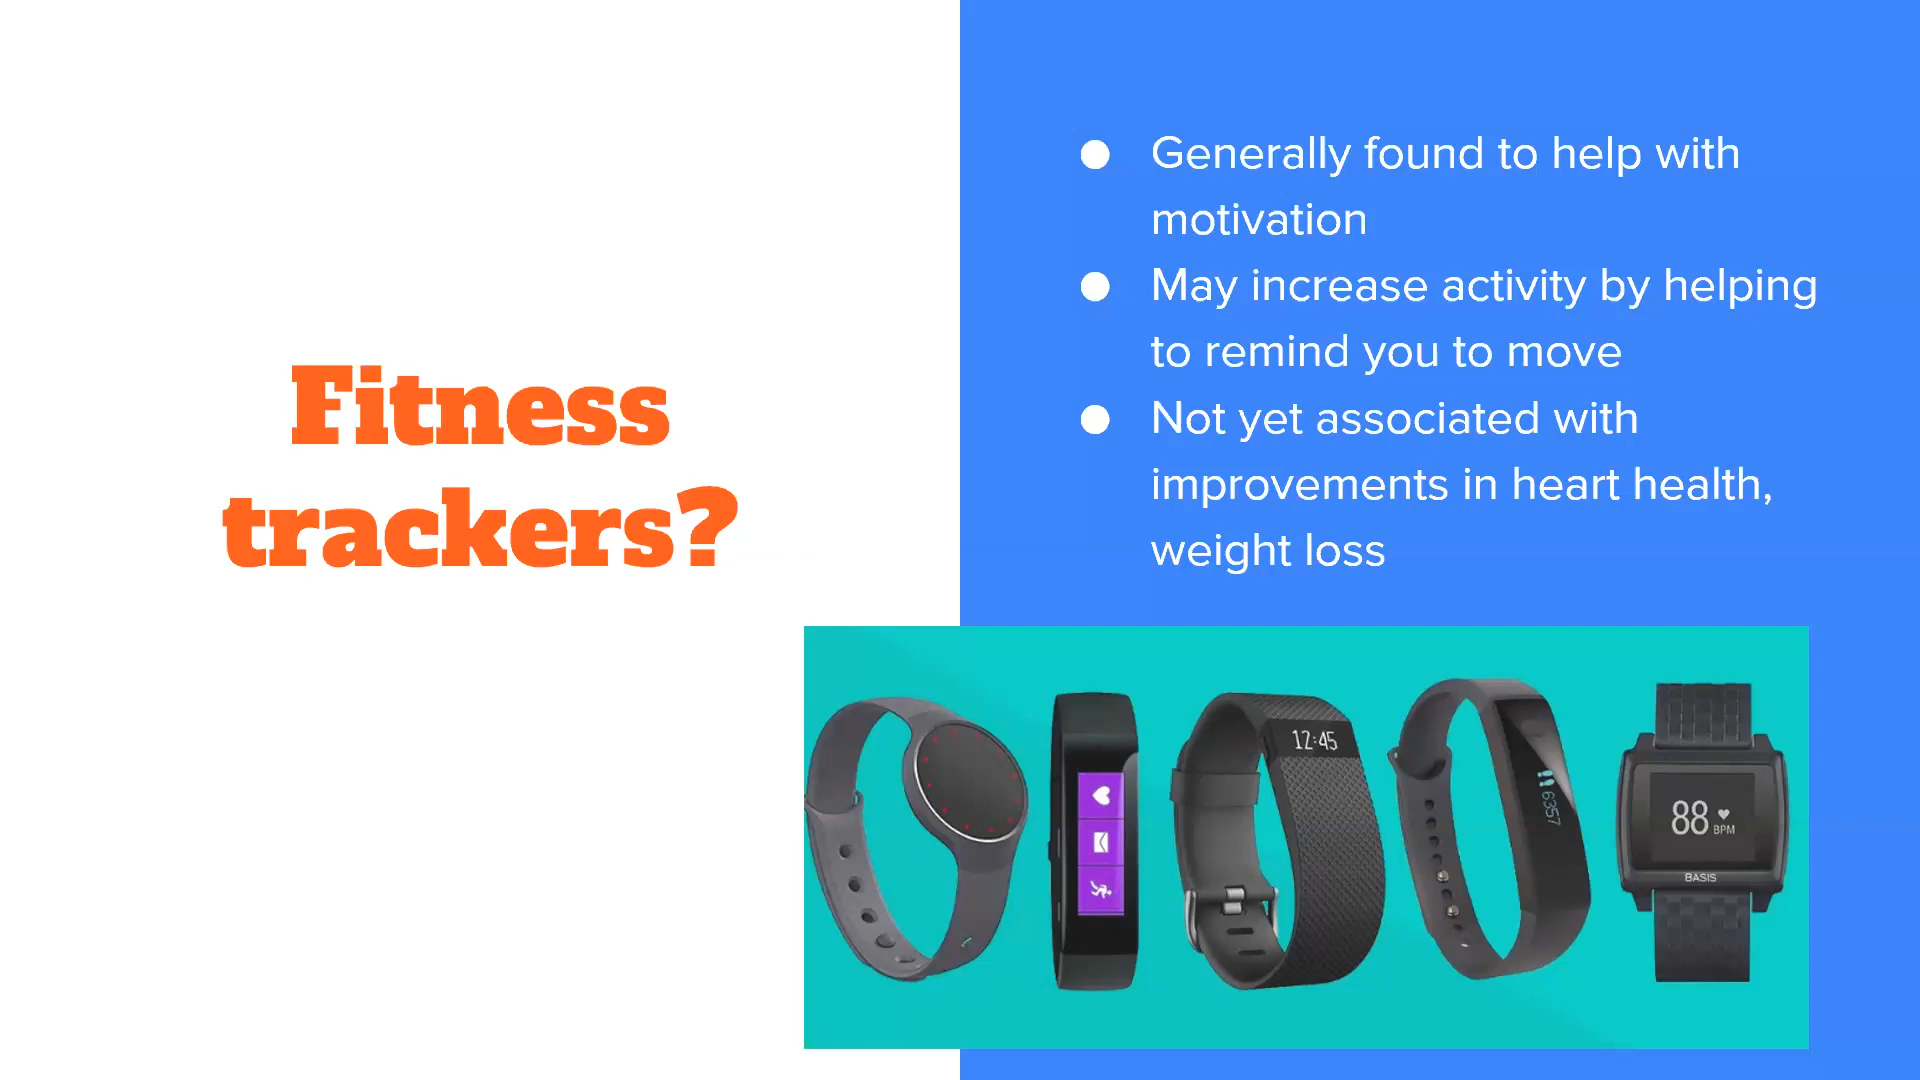 Fitness
trackers?
● Generally found to help with
motivation
● May increase activity by helping
to remind you to move
● Not yet associated with
improvements in heart health,
weight loss
12:45
6357
88 BPM
BASIS